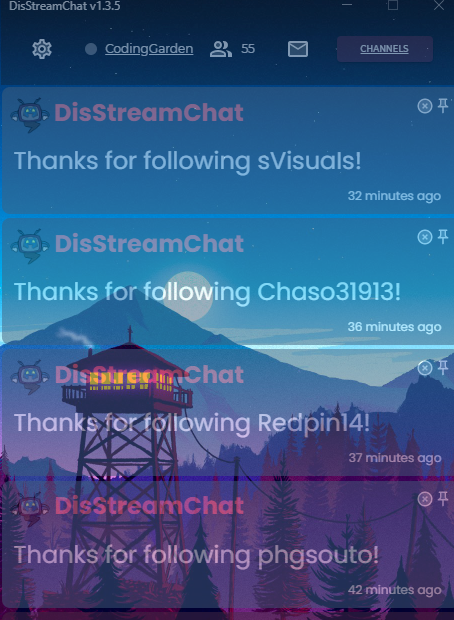 DisStreamChat v1.3.5
CodingGarden 55 CHANNELS
DisStreamChat
Thanks for following sVisuals!
32 minutes ago
DisStreamChat
Thanks for following Chaso31913!
36 minutes ago
DisStreamChat
Thanks for following Redpin14!
37 minutes ago
DisStreamChat
Thanks for following phgsouto!
42 minutes ago